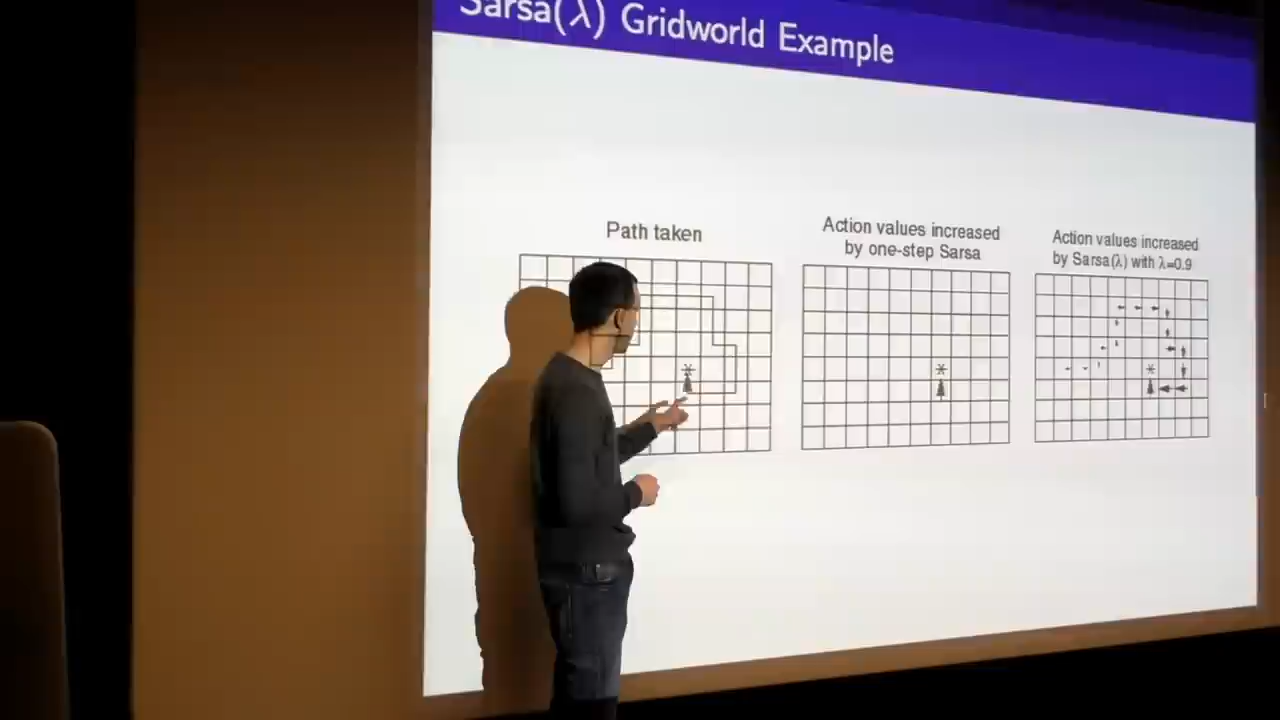 Sarsa(λ) Gridworld Example
Path taken
Action values increased
by one-step Sarsa
Action values increased
by Sarsa(λ) with λ=0.9